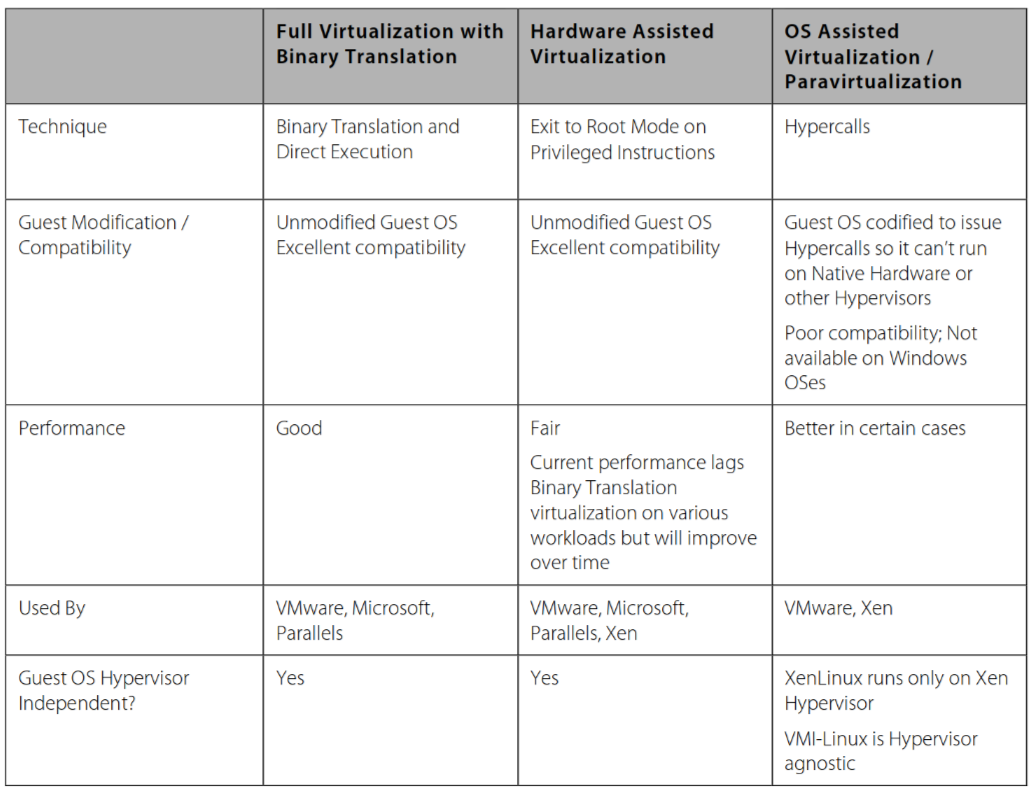 Full Virtualization with
Binary Translation
Hardware Assisted
Virtualization
OS Assisted
Virtualization /
Paravirtualization
Technique
Binary Translation and
Direct Execution
Exit to Root Mode on
Privileged Instructions
Hypercalls
Guest Modification /
Compatibility
Unmodified Guest OS
Excellent compatibility
Unmodified Guest OS
Excellent compatibility
Guest OS codified to issue
Hypercalls so it can't run
on Native Hardware or
other Hypervisors
Poor compatibility; Not
available on Windows
OSes
Performance
Good
Fair
Current performance lags
Binary Translation
virtualization on various
workloads but will improve
over time
Better in certain cases
Used By
VMware, Microsoft,
Parallels
VMware, Microsoft,
Parallels, Xen
VMware, Xen
Guest OS Hypervisor
Independent?
Yes
Yes
XenLinux runs only on Xen
Hypervisor
VMI-Linux is Hypervisor
agnostic